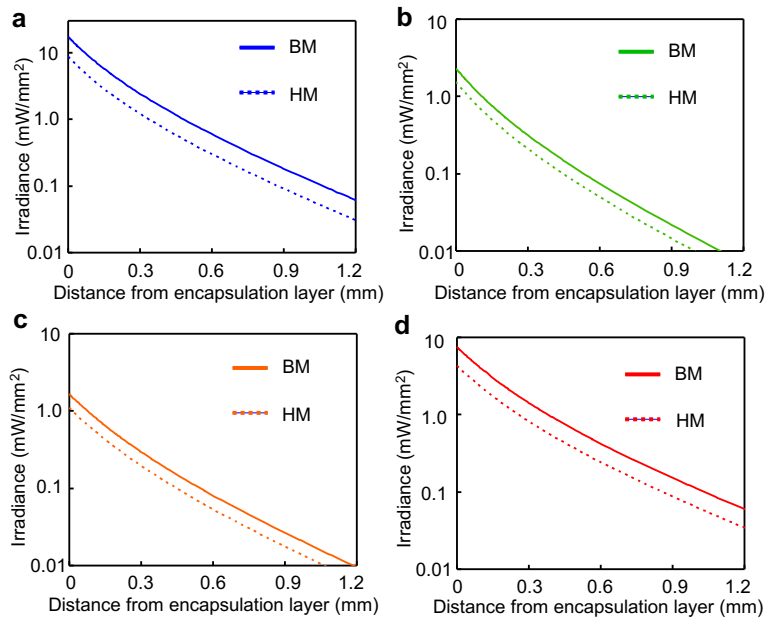 a
Irradiance (mW/mm²)
10
1.0
0.1
0.01
BM
HM
0 0.3 0.6 0.9 1.2
Distance from encapsulation layer (mm)
b
Irradiance (mW/mm²)
10
1.0
0.1
0.01
BM
HM
0 0.3 0.6 0.9 1.2
Distance from encapsulation layer (mm)
c
Irradiance (mW/mm²)
10
1.0
0.1
0.01
BM
HM
0 0.3 0.6 0.9 1.2
Distance from encapsulation layer (mm)
d
Irradiance (mW/mm²)
10
1.0
0.1
0.01
BM
HM
0 0.3 0.6 0.9 1.2
Distance from encapsulation layer (mm)